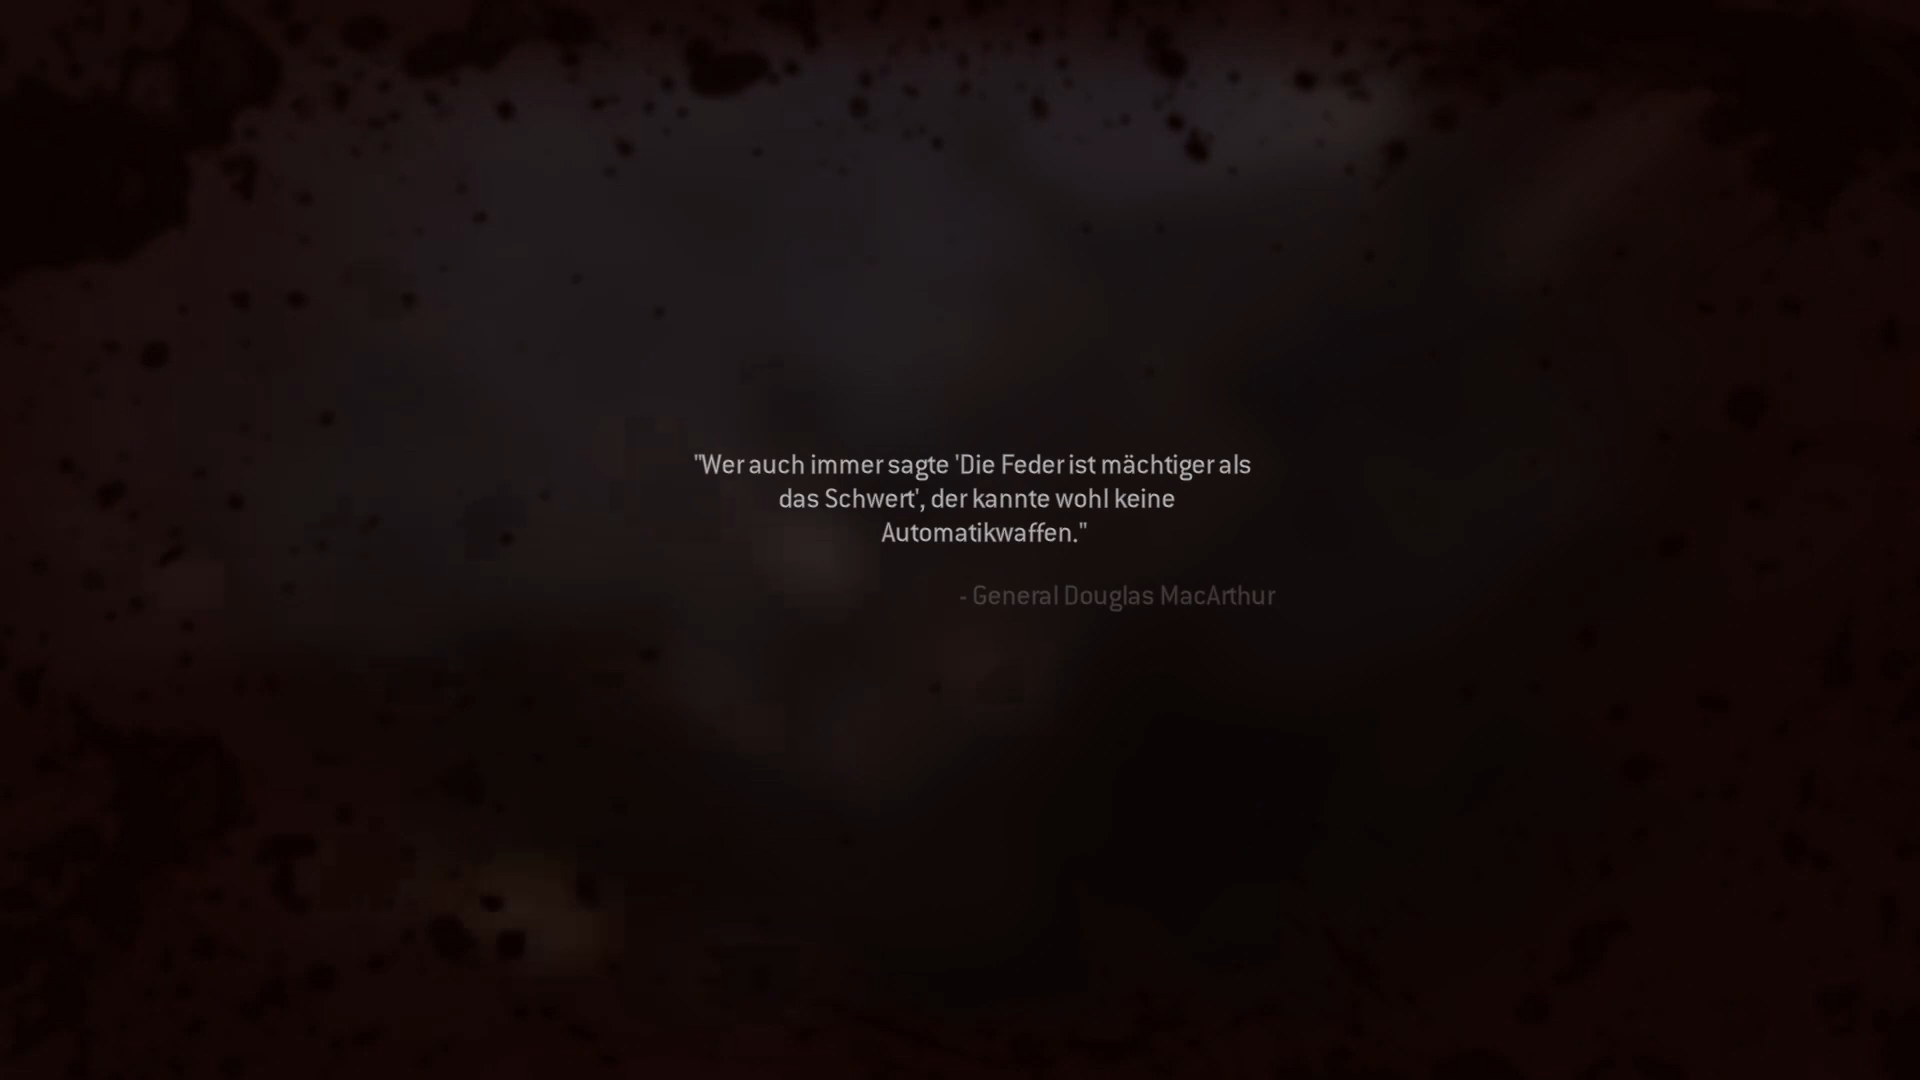 "Wer auch immer sagte 'Die Feder ist mächtiger als
das Schwert', der kannte wohl keine
Automatikwaffen."
- General Douglas MacArthur